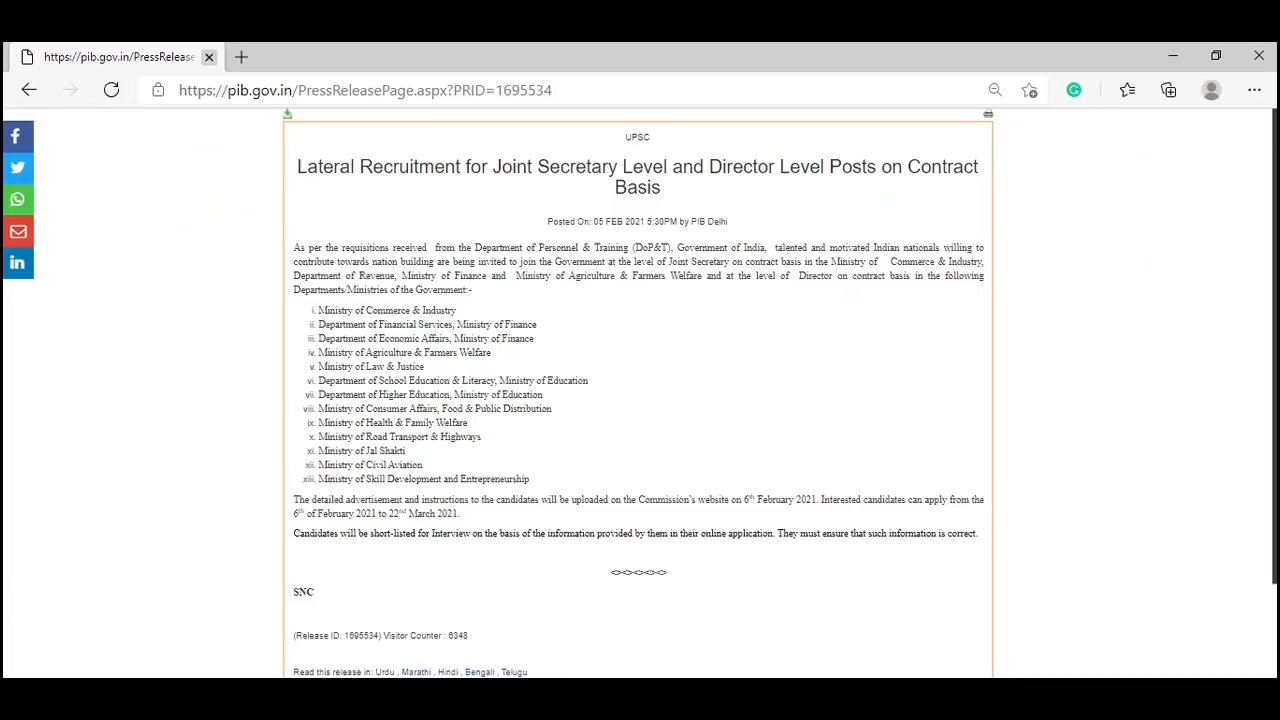 https://pib.gov.in/PressRelease
https://pib.gov.in/PressReleasePage.aspx?PRID=1695534
UPSC
Lateral Recruitment for Joint Secretary Level and Director Level Posts on Contract
Basis
Posted On: 05 FEB 2021 5:30PM by PIB Delhi
As per the requisitions received from the Department of Personnel & Training (DoP&T), Government of India, talented and motivated Indian nationals willing to
contribute towards nation building are being invited to join the Government at the level of Joint Secretary on contract basis in the Ministry of Commerce & Industry,
Department of Revenue, Ministry of Finance and Ministry of Agriculture & Farmers Welfare and at the level of Director on contract basis in the following
Departments/Ministries of the Government:-
i. Ministry of Commerce & Industry
ii. Department of Financial Services, Ministry of Finance
iii. Department of Economic Affairs, Ministry of Finance
iv. Ministry of Agriculture & Farmers Welfare
v. Ministry of Law & Justice
vi. Department of School Education & Literacy, Ministry of Education
vii. Department of Higher Education, Ministry of Education
viii. Ministry of Consumer Affairs, Food & Public Distribution
ix. Ministry of Health & Family Welfare
x. Ministry of Road Transport & Highways
xi. Ministry of Jal Shakti
xii. Ministry of Civil Aviation
xiii. Ministry of Skill Development and Entrepreneurship
The detailed advertisement and instructions to the candidates will be uploaded on the Commission's website on 6th February 2021. Interested candidates can apply from the
6th of February 2021 to 22nd March 2021.
Candidates will be short-listed for Interview on the basis of the information provided by them in their online application. They must ensure that such information is correct.
<><><><><>
SNC
(Release ID: 1695534) Visitor Counter : 6348
Read this release in: Urdu , Marathi , Hindi , Bengali , Telugu